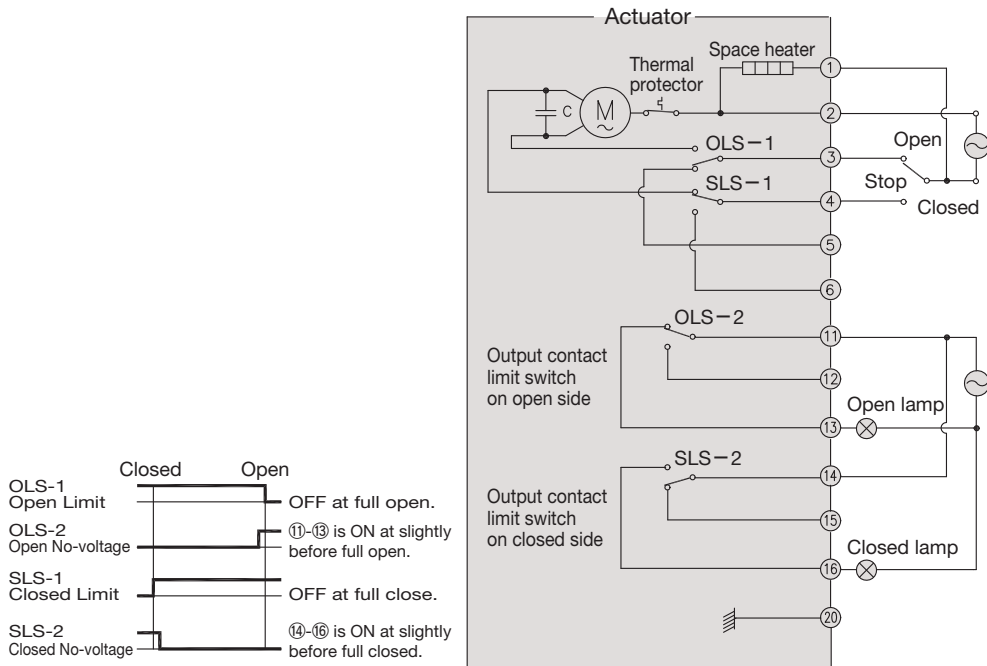 Actuator
Space heater
Thermal
protector
C
M
OLS-1
SLS-1
1
2
3
4
5
6
Open
Stop
Closed
OLS-2
Output contact
limit switch
on open side
11
12
13
Open lamp
SLS-2
Output contact
limit switch
on closed side
14
15
16
Closed lamp
20
Closed Open
OLS-1
Open Limit
OFF at full open.
OLS-2
Open No-voltage
⑪-⑬ is ON at slightly
before full open.
SLS-1
Closed Limit
OFF at full close.
SLS-2
Closed No-voltage
⑭-⑯ is ON at slightly
before full closed.